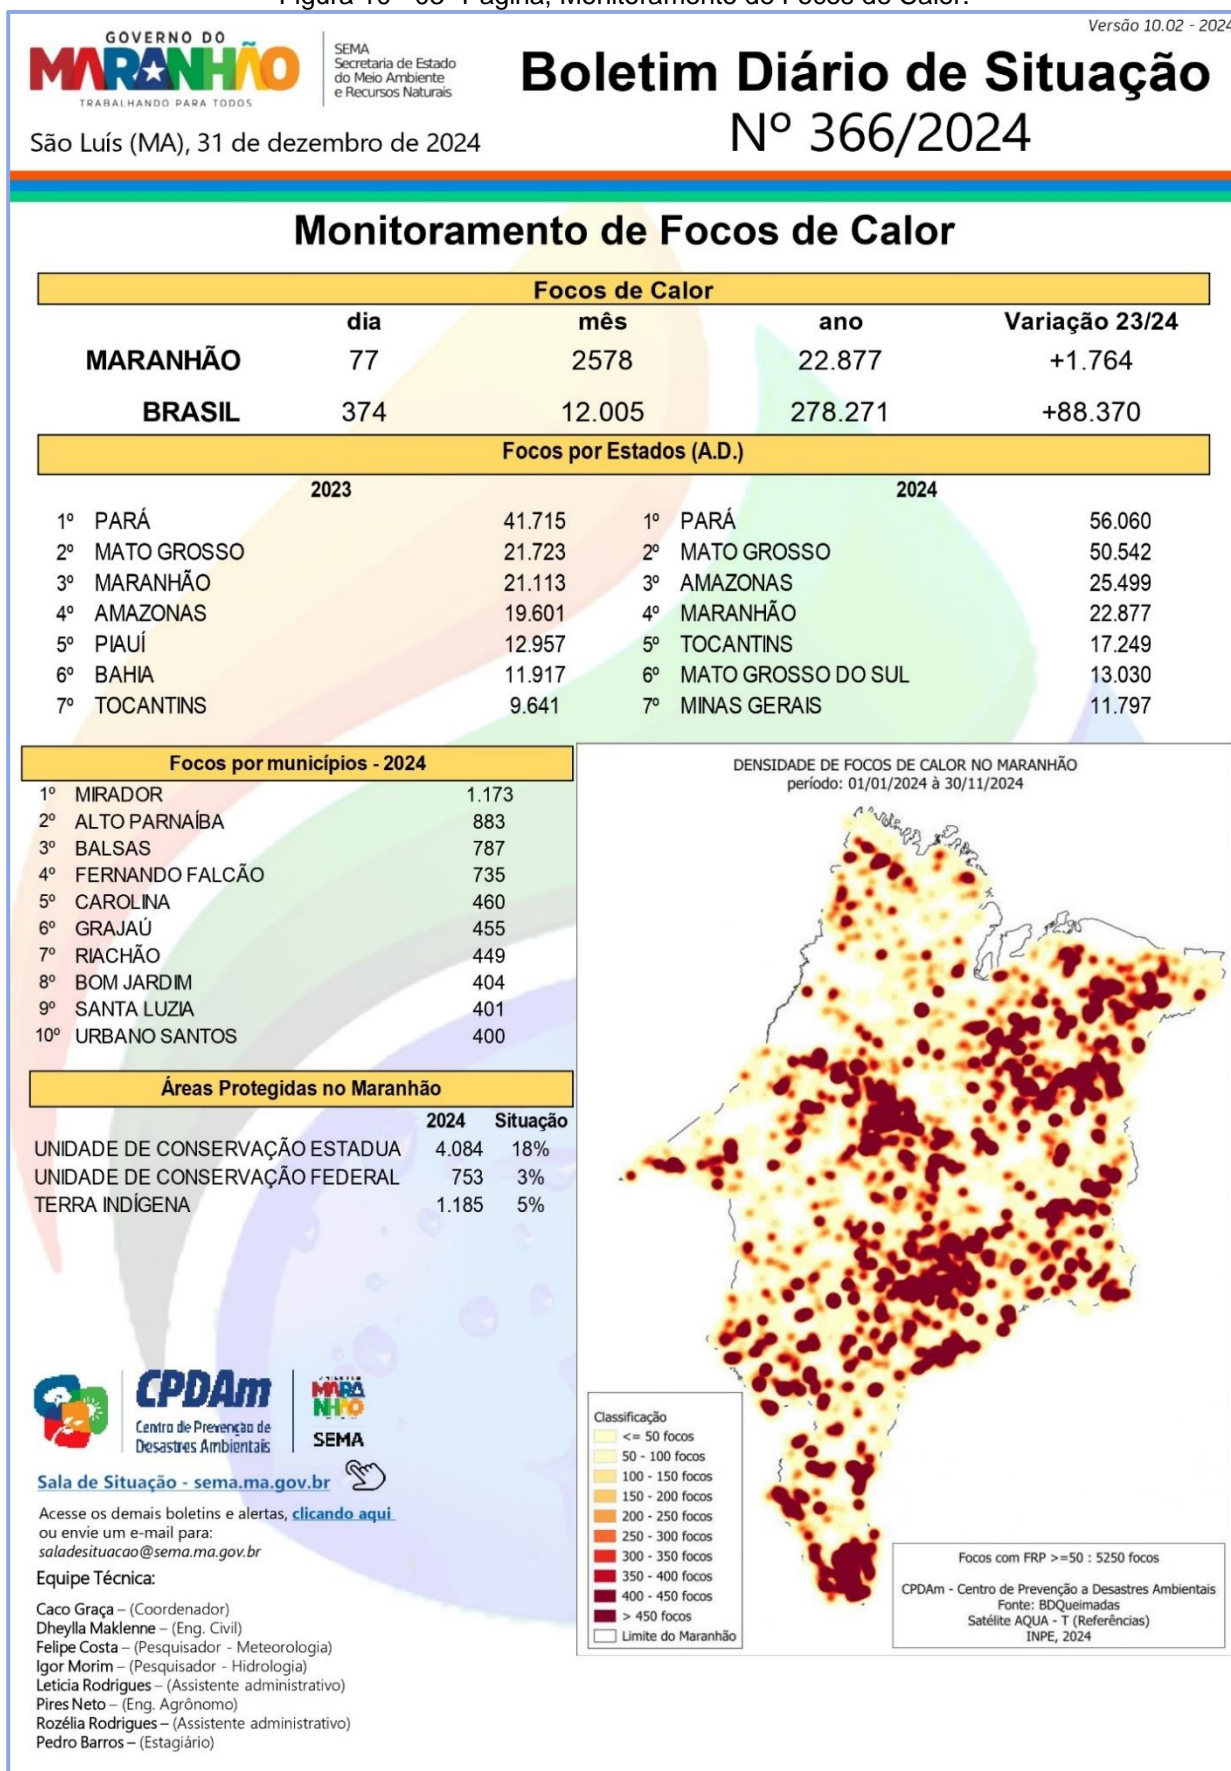 Figura 10 - 03ª Página, Monitoramento de Focos de Calor.
Versão 10.02 - 2024
GOVERNO DO
MARANHÃO
TRABALHANDO PARA TODOS
SEMA
Secretaria de Estado
do Meio Ambiente
e Recursos Naturais
Boletim Diário de Situação
Nº 366/2024
São Luís (MA), 31 de dezembro de 2024
Monitoramento de Focos de Calor
Focos de Calor
dia mês ano Variação 23/24
MARANHÃO 77 2578 22.877 +1.764
BRASIL 374 12.005 278.271 +88.370
Focos por Estados (A.D.)
2023 2024
1º PARÁ 41.715 1º PARÁ 56.060
2º MATO GROSSO 21.723 2º MATO GROSSO 50.542
3º MARANHÃO 21.113 3º AMAZONAS 25.499
4º AMAZONAS 19.601 4º MARANHÃO 22.877
5º PIAUÍ 12.957 5º TOCANTINS 17.249
6º BAHIA 11.917 6º MATO GROSSO DO SUL 13.030
7º TOCANTINS 9.641 7º MINAS GERAIS 11.797
Focos por municípios - 2024
1º MIRADOR 1.173
2º ALTO PARNAÍBA 883
3º BALSAS 787
4º FERNANDO FALCÃO 735
5º CAROLINA 460
6º GRAJAÚ 455
7º RIACHÃO 449
8º BOM JARDIM 404
9º SANTA LUZIA 401
10º URBANO SANTOS 400
Áreas Protegidas no Maranhão
2024 Situação
UNIDADE DE CONSERVAÇÃO ESTADUA 4.084 18%
UNIDADE DE CONSERVAÇÃO FEDERAL 753 3%
TERRA INDÍGENA 1.185 5%
DENSIDADE DE FOCOS DE CALOR NO MARANHÃO
período: 01/01/2024 à 30/11/2024
Classificação
<= 50 focos
50 - 100 focos
100 - 150 focos
150 - 200 focos
200 - 250 focos
250 - 300 focos
300 - 350 focos
350 - 400 focos
400 - 450 focos
> 450 focos
Limite do Maranhão
Focos com FRP >=50 : 5250 focos
CPDAm - Centro de Prevenção a Desastres Ambientais
Fonte: BDQueimadas
Satélite AQUA - T (Referências)
INPE, 2024
CPDAm
Centro de Prevenção de
Desastres Ambientais
MARANHÃO
SEMA
Sala de Situação - sema.ma.gov.br
Acesse os demais boletins e alertas, clicando aqui
ou envie um e-mail para:
saladesituacao@sema.ma.gov.br
Equipe Técnica:
Caco Graça – (Coordenador)
Dheylla Maklenne – (Eng. Civil)
Felipe Costa – (Pesquisador - Meteorologia)
Igor Morim – (Pesquisador - Hidrologia)
Leticia Rodrigues – (Assistente administrativo)
Pires Neto – (Eng. Agrônomo)
Rozélia Rodrigues – (Assistente administrativo)
Pedro Barros – (Estagiário)